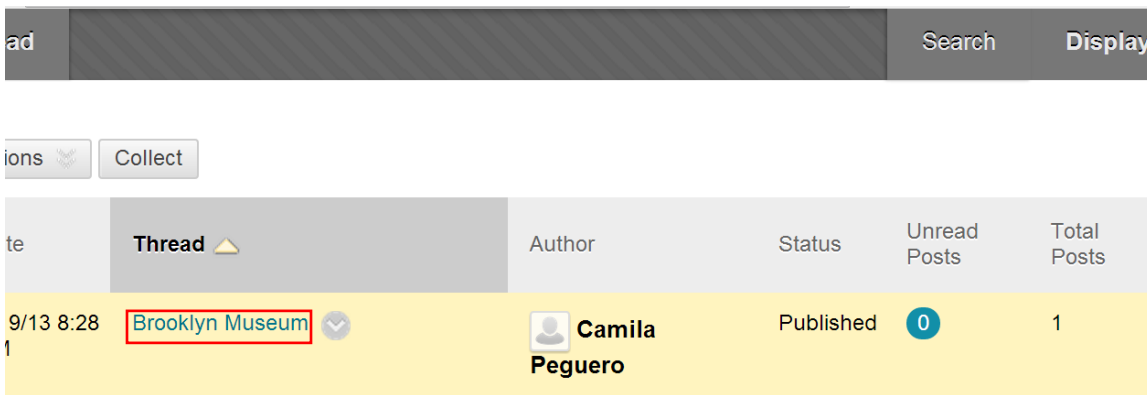 ad Search Display
ions Collect
te Thread Author Status Unread Posts Total Posts
9/13 8:28 Brooklyn Museum Camila Peguero Published 0 1
M